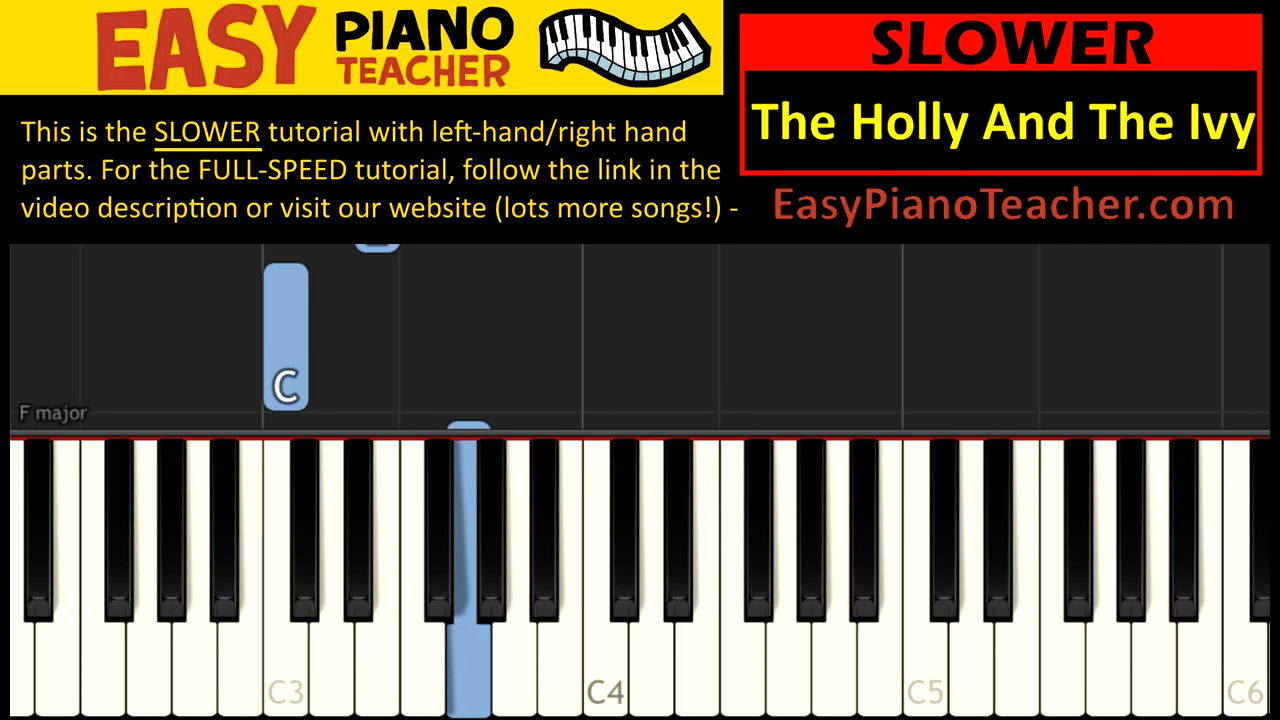 EASY PIANO TEACHER
SLOWER
The Holly And The Ivy
EasyPianoTeacher.com
This is the SLOWER tutorial with left-hand/right hand
parts. For the FULL-SPEED tutorial, follow the link in the
video description or visit our website (lots more songs!) -
C
F major
C3
C4
C5
C6